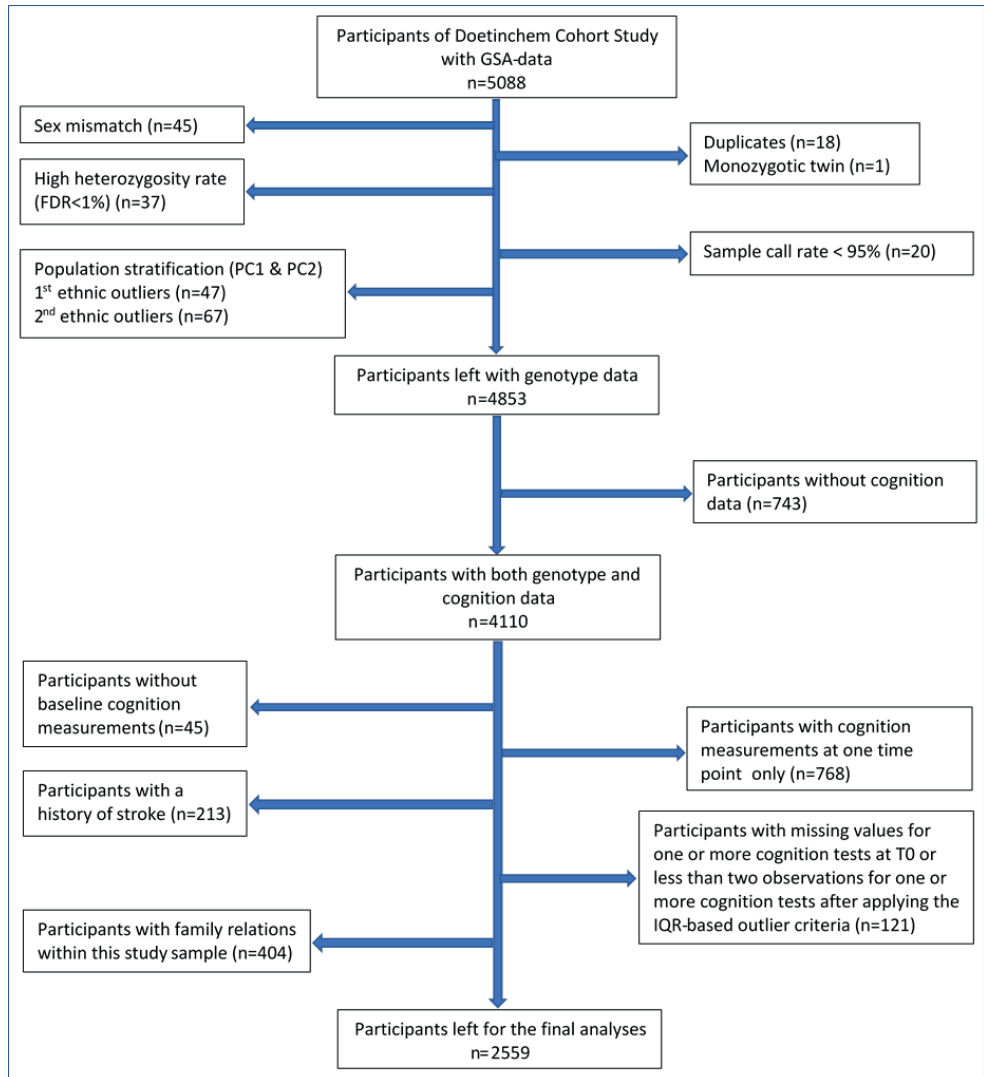 Participants of Doetinchem Cohort Study
with GSA-data
n=5088
Sex mismatch (n=45)
Duplicates (n=18)
Monozygotic twin (n=1)
High heterozygosity rate
(FDR<1%) (n=37)
Sample call rate < 95% (n=20)
Population stratification (PC1 & PC2)
1st ethnic outliers (n=47)
2nd ethnic outliers (n=67)
Participants left with genotype data
n=4853
Participants without cognition
data (n=743)
Participants with both genotype and
cognition data
n=4110
Participants without
baseline cognition
measurements (n=45)
Participants with cognition
measurements at one time
point only (n=768)
Participants with a
history of stroke (n=213)
Participants with missing values for
one or more cognition tests at T0 or
less than two observations for one or
more cognition tests after applying the
IQR-based outlier criteria (n=121)
Participants with family relations
within this study sample (n=404)
Participants left for the final analyses
n=2559